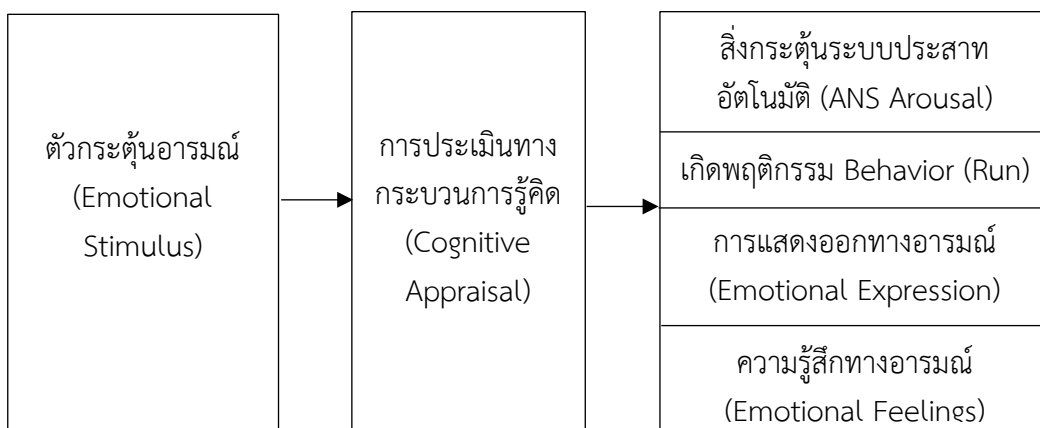 ตัวกระตุ้นอารมณ์
(Emotional
Stimulus)
การประเมินทาง
กระบวนการรู้คิด
(Cognitive
Appraisal)
สิ่งกระตุ้นระบบประสาท
อัตโนมัติ (ANS Arousal)
เกิดพฤติกรรม Behavior (Run)
การแสดงออกทางอารมณ์
(Emotional Expression)
ความรู้สึกทางอารมณ์
(Emotional Feelings)